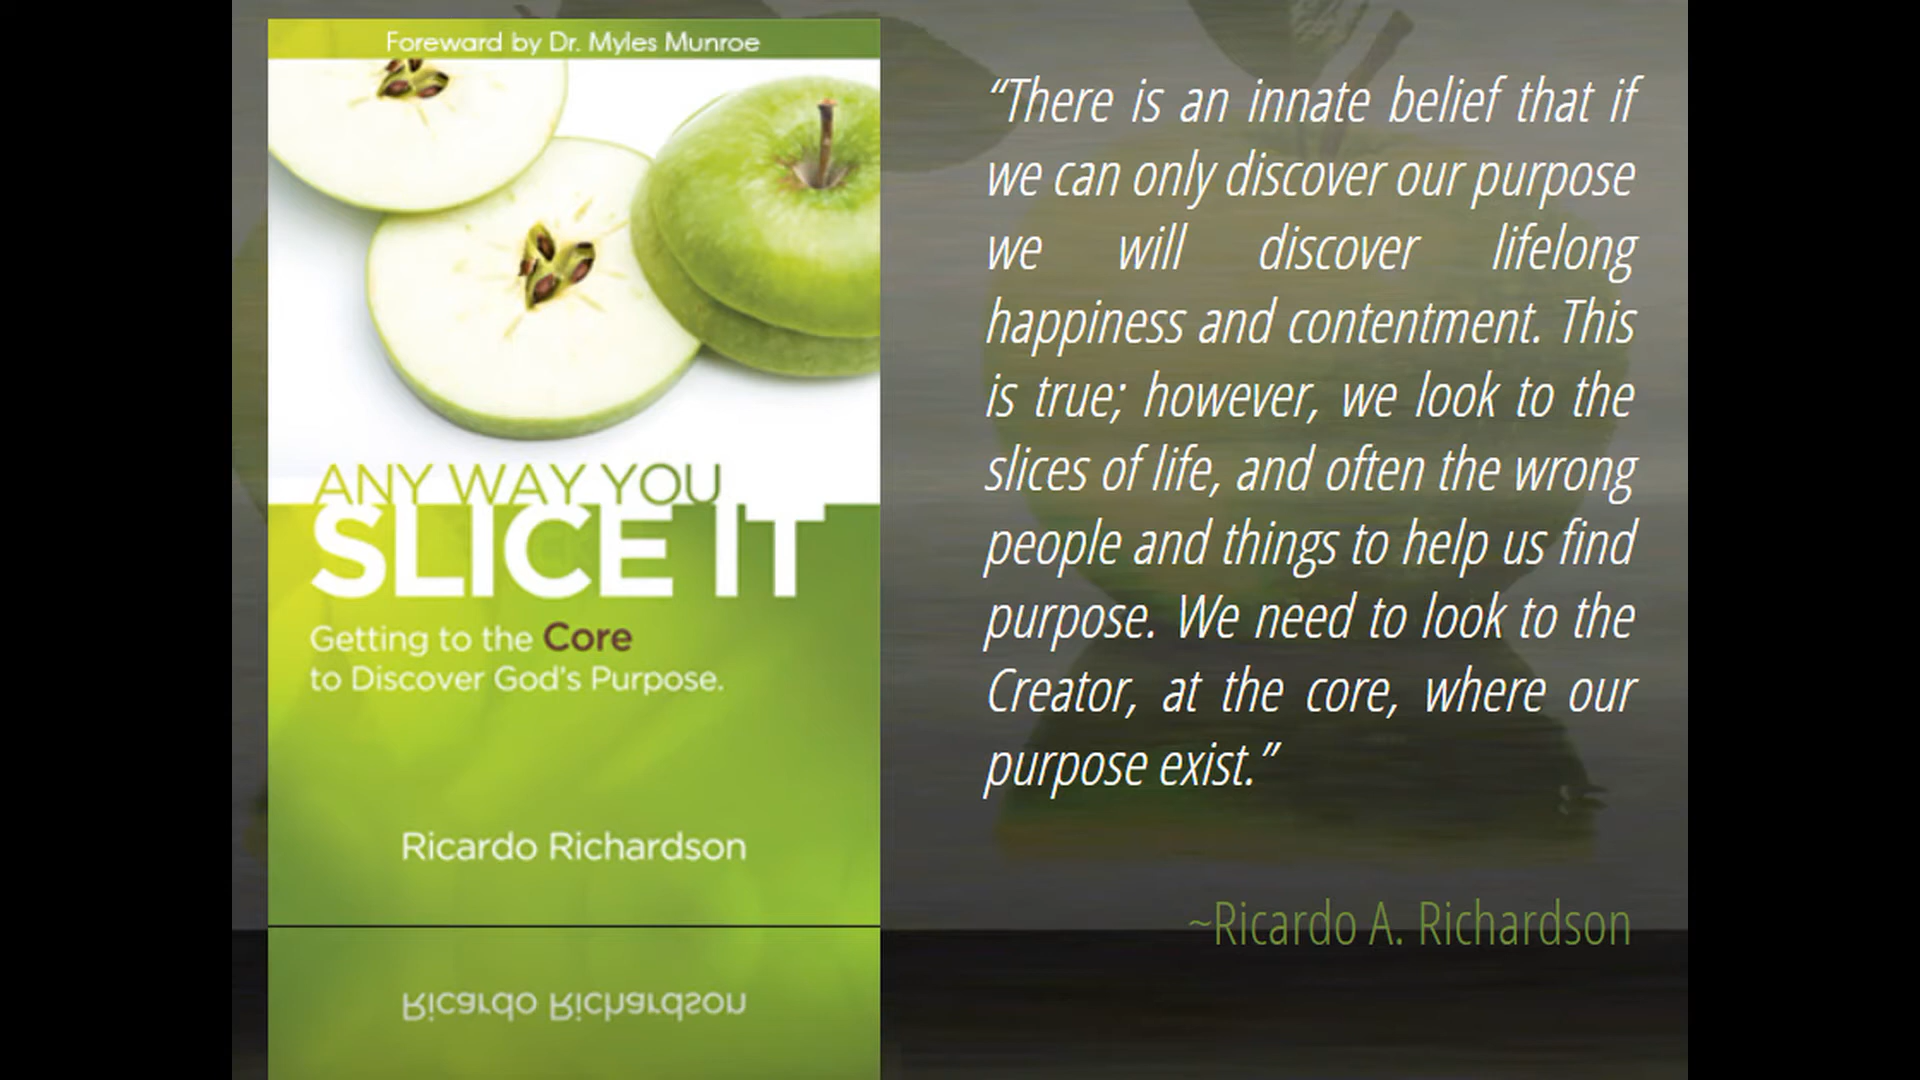 Foreward by Dr. Myles Munroe
ANY WAY YOU
SLICE IT
Getting to the Core
to Discover God's Purpose.
Ricardo Richardson
Ricardo Richardson
“There is an innate belief that if
we can only discover our purpose
we will discover lifelong
happiness and contentment. This
is true; however, we look to the
slices of life, and often the wrong
people and things to help us find
purpose. We need to look to the
Creator, at the core, where our
purpose exist.”
~Ricardo A. Richardson